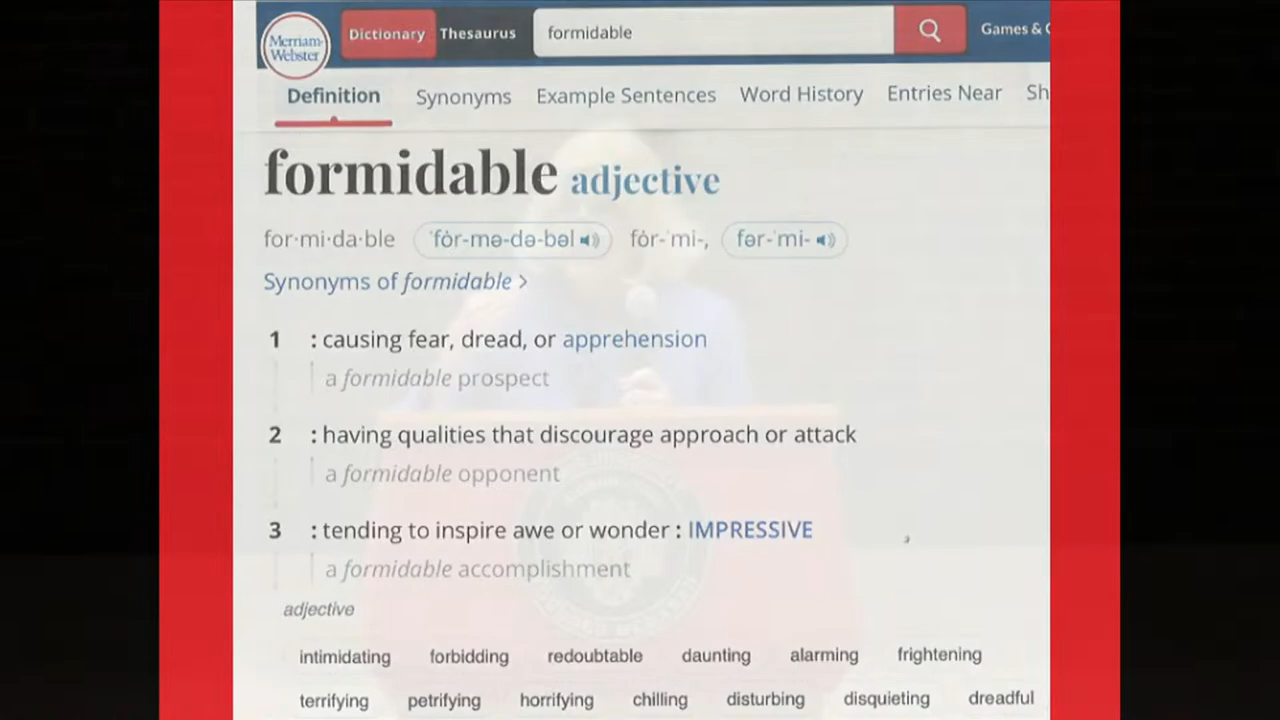 Merriam-
Webster
Dictionary Thesaurus formidable Games &
Definition Synonyms Example Sentences Word History Entries Near Sh
formidable adjective
for·mi·da·ble ˈfȯr-mə-də-bəl fȯr-ˈmi-, fər-ˈmi-
Synonyms of formidable >
1 : causing fear, dread, or apprehension
a formidable prospect
2 : having qualities that discourage approach or attack
a formidable opponent
3 : tending to inspire awe or wonder : IMPRESSIVE
a formidable accomplishment
adjective
intimidating forbidding redoubtable daunting alarming frightening
terrifying petrifying horrifying chilling disturbing disquieting dreadful